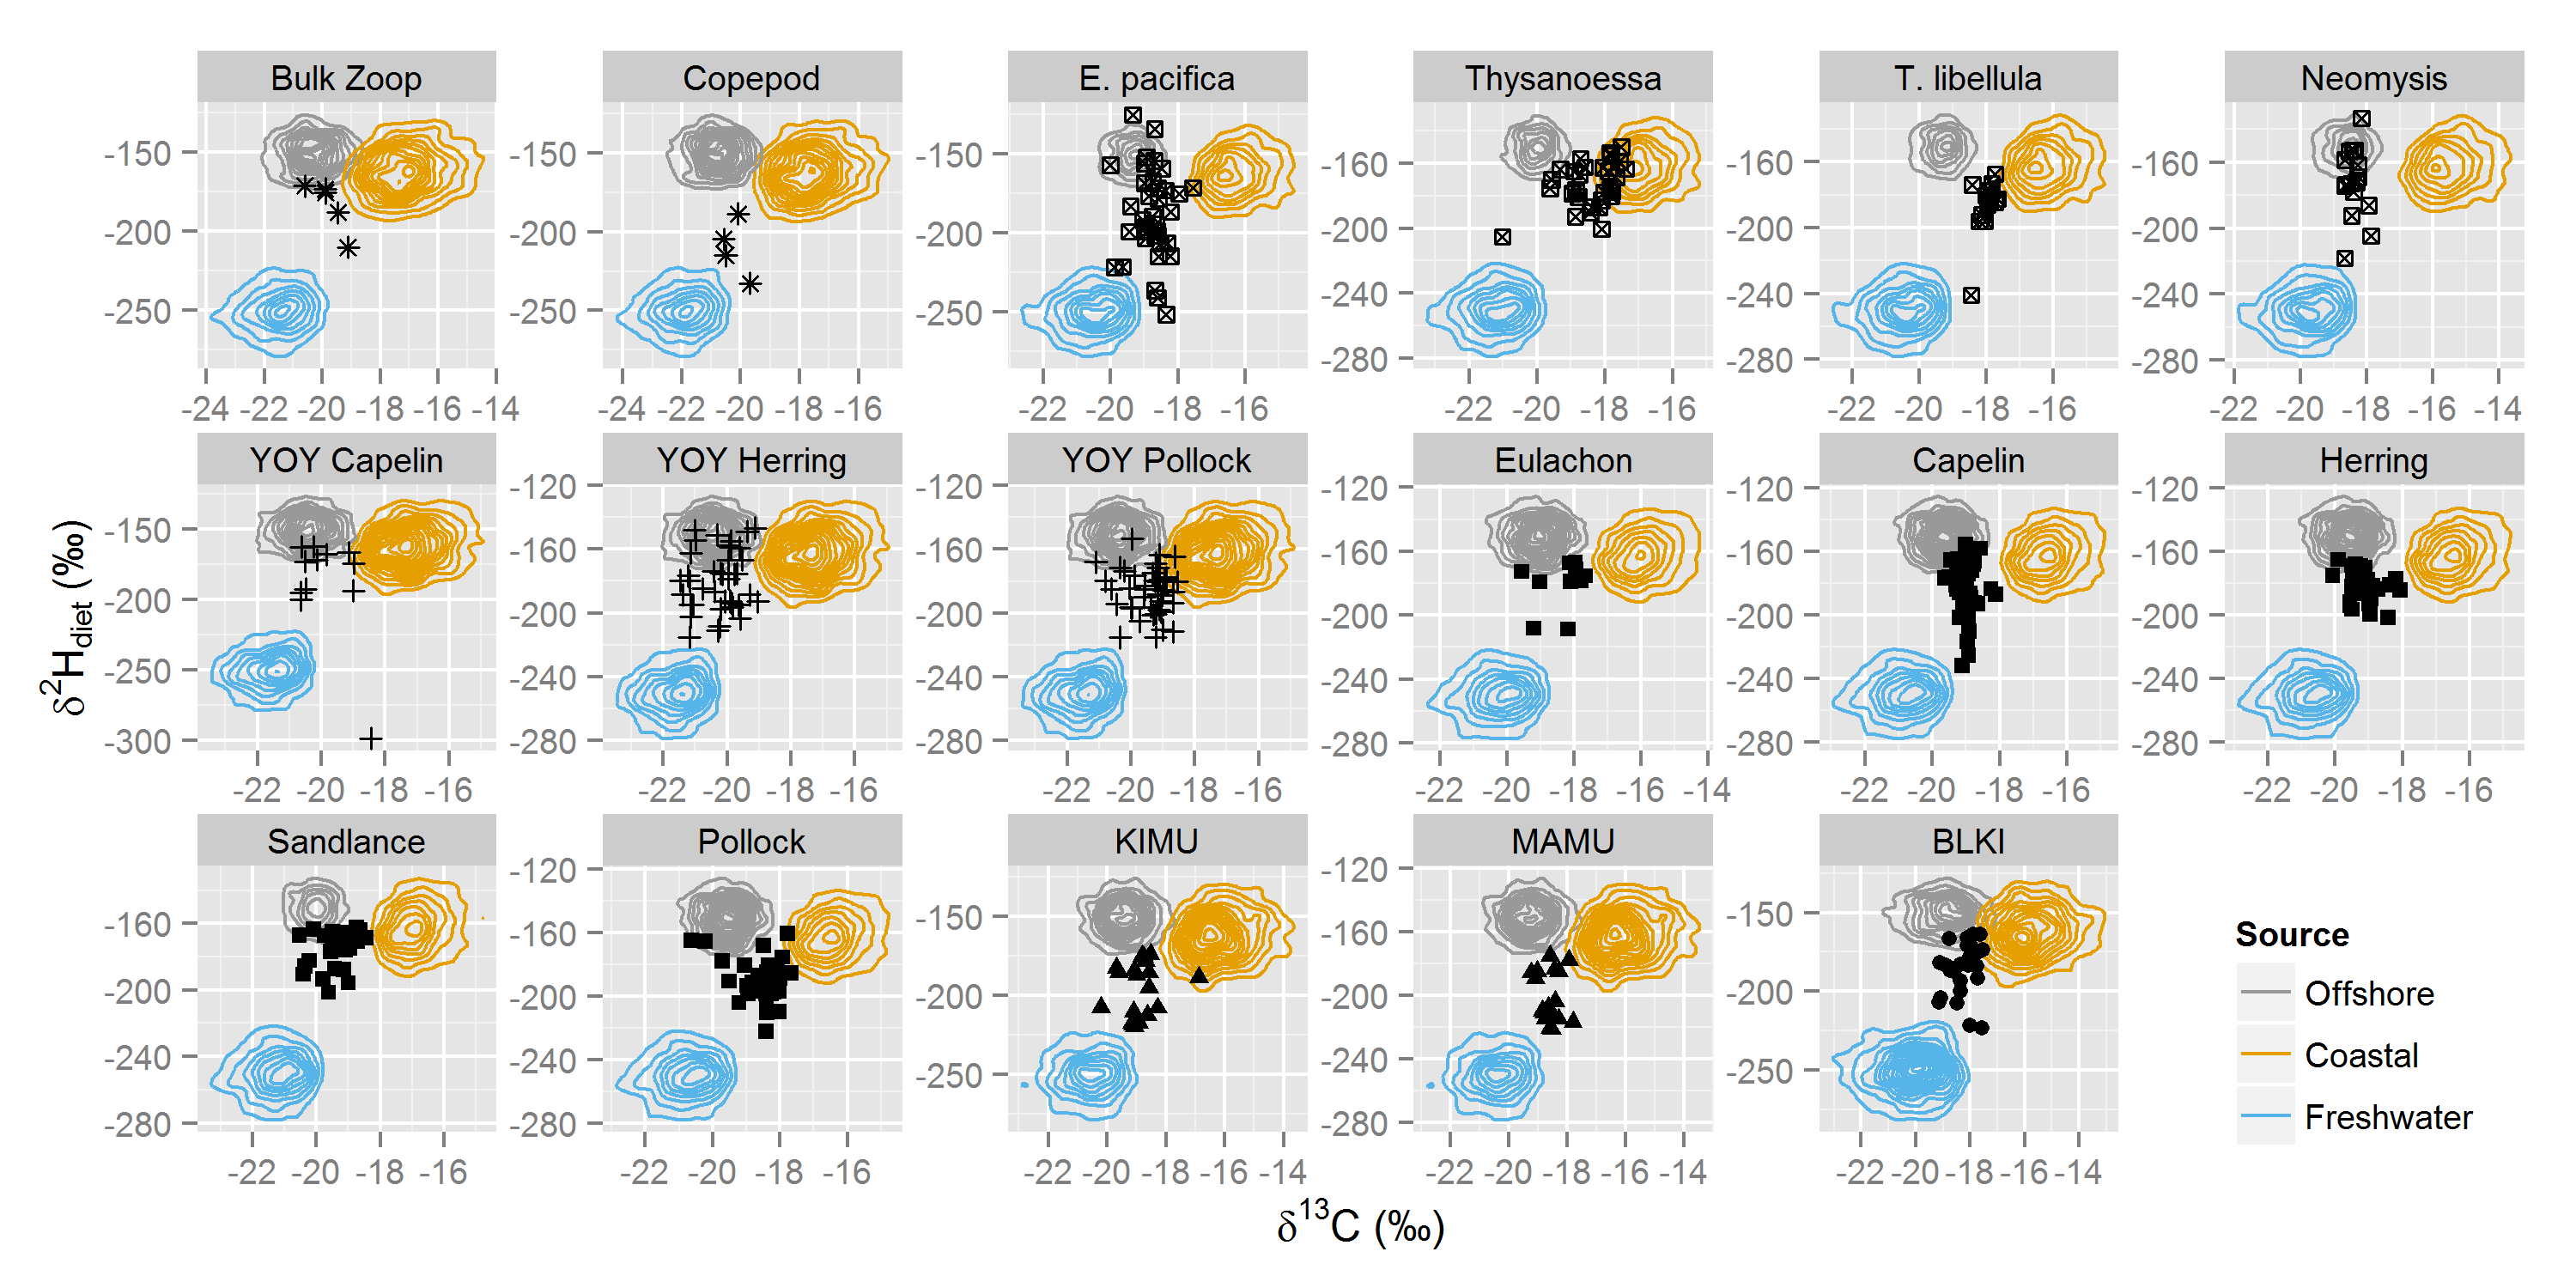 Bulk Zoop Copepod E. pacifica Thysanoessa T. libellula Neomysis
-150 -150 -150 -160 -160 -160
-200 -200 -200 -200 -200 -200
-250 -250 -250 -240 -240 -240
-280 -280 -280
-24 -22 -20 -18 -16 -14 -24 -22 -20 -18 -16 -22 -20 -18 -16 -22 -20 -18 -16 -22 -20 -18 -16 -22 -20 -18 -16 -14
YOY Capelin YOY Herring YOY Pollock Eulachon Capelin Herring
-120 -120 -120 -120 -120
-150 -160 -160 -160 -160 -160
-200 -200 -200 -200 -200 -200
-250 -240 -240 -240 -240 -240
-300 -280 -280 -280 -280 -280
-22 -20 -18 -16 -22 -20 -18 -16 -22 -20 -18 -16 -22 -20 -18 -16 -14 -22 -20 -18 -16 -22 -20 -18 -16
δ²Hdiet (‰)
Sandlance Pollock KIMU MAMU BLKI
-120 -120
-160 -160 -150 -160 -150
-200 -200 -200 -200 -200
-240 -240 -250 -240 -250
-280 -280 -280
-22 -20 -18 -16 -22 -20 -18 -16 -22 -20 -18 -16 -14 -22 -20 -18 -16 -14 -22 -20 -18 -16 -14
δ¹³C (‰)
Source
Offshore
Coastal
Freshwater